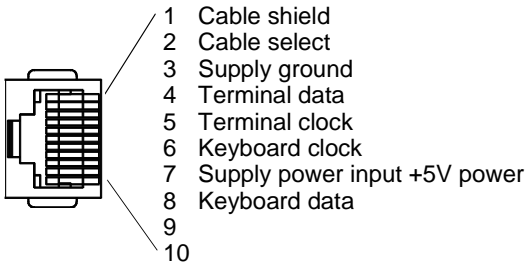 1 Cable shield
2 Cable select
3 Supply ground
4 Terminal data
5 Terminal clock
6 Keyboard clock
7 Supply power input +5V power
8 Keyboard data
9
10